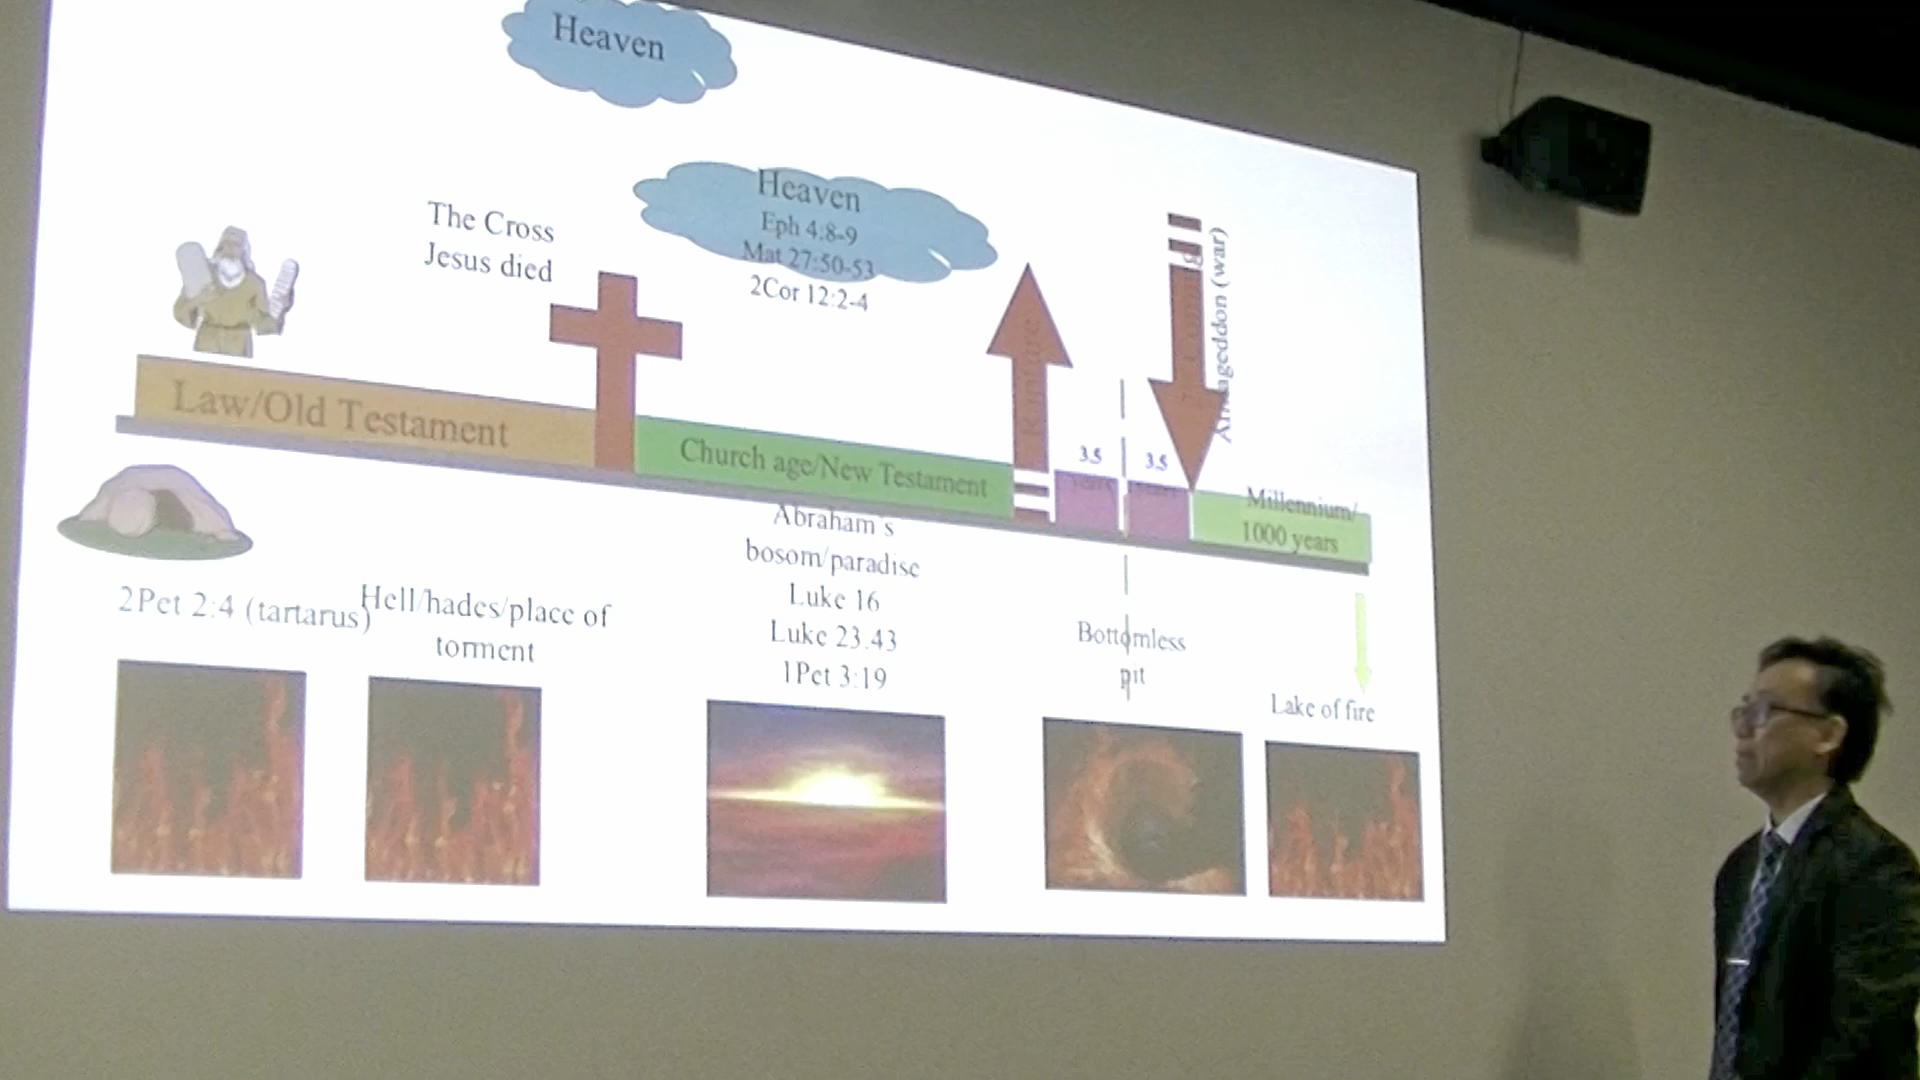 Heaven
Heaven
Eph 4:8-9
Mat 27:50-53
2Cor 12:2-4
The Cross
Jesus died
Law/Old Testament
Church age/New Testament
Rapture
3.5
years
3.5
Armageddon (war)
Millennium/
1000 years
2Pet 2:4 (tartarus)
Hell/hades/place of
torment
Abraham's
bosom/paradise
Luke 16
Luke 23.43
1Pet 3:19
Bottomless
pit
Lake of fire